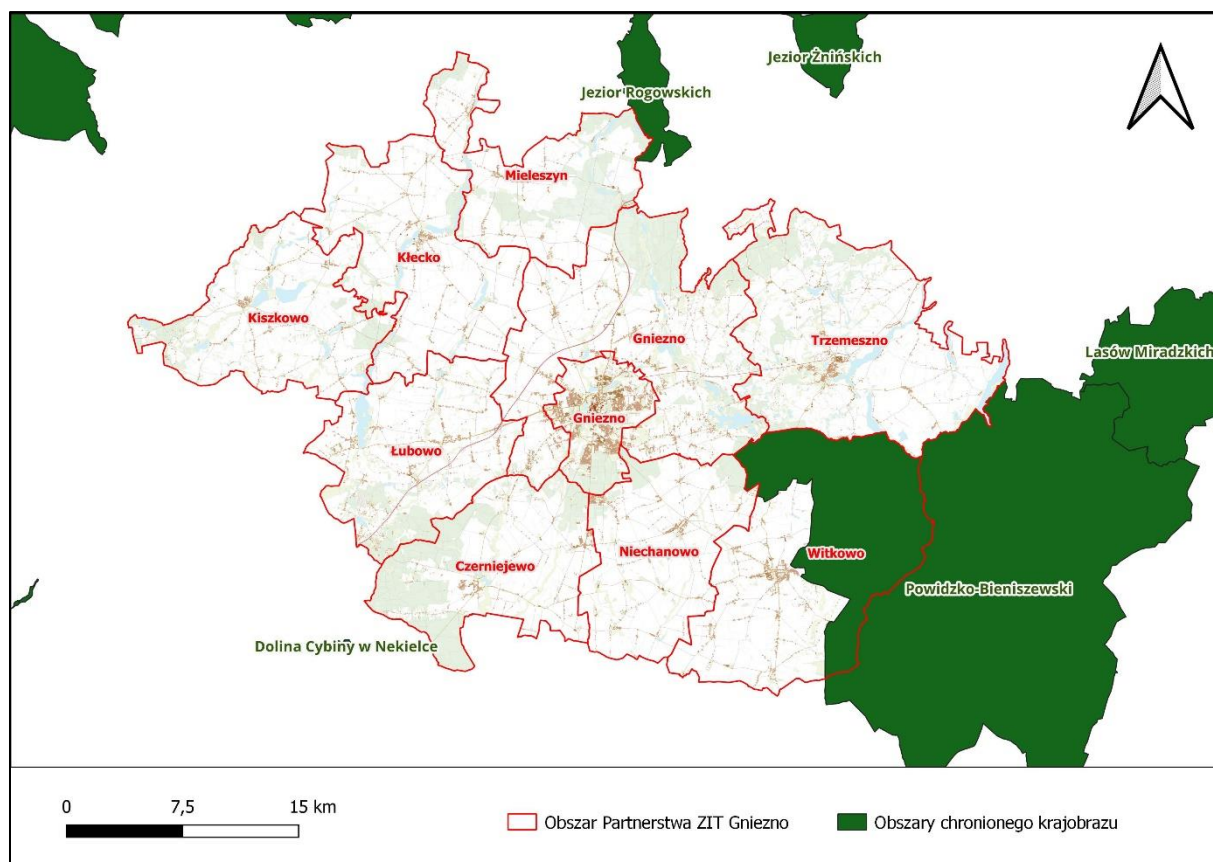 Jezior Żnińskich
Jezior Rogowskich
Mieleszyn
Kłecko
Kiszkowo
Gniezno
Trzemeszno
Lasów Miradzkich
Gniezno
Łubowo
Niechanowo
Witkowo
Czerniejewo
Powidzko-Bieniszewski
Dolina Cybiny w Nekielce
0 7,5 15 km
Obszar Partnerstwa ZIT Gniezno
Obszary chronionego krajobrazu